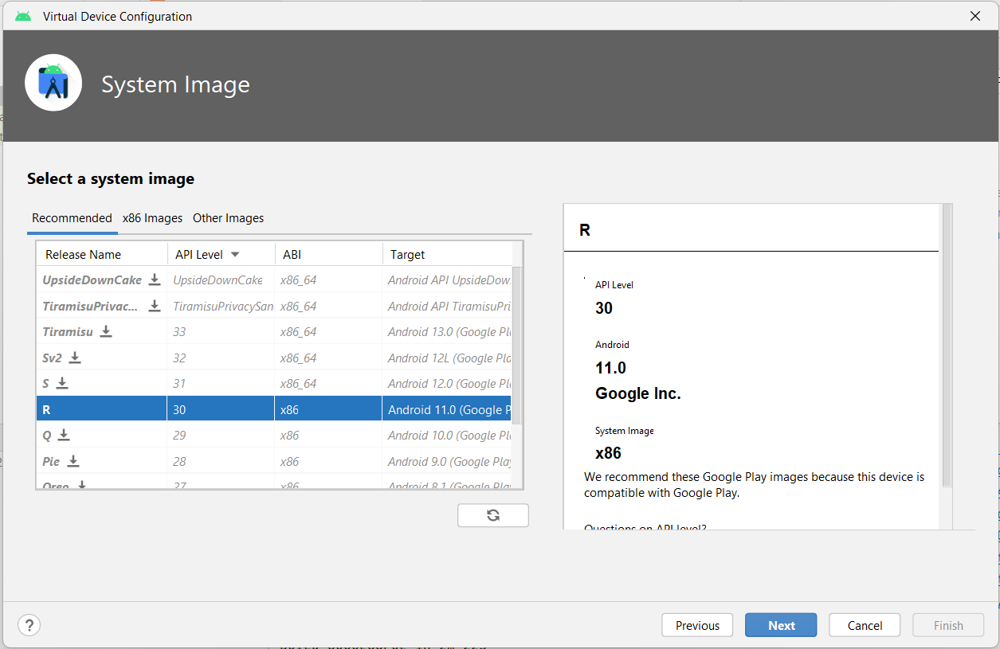 Virtual Device Configuration
System Image
Select a system image
Recommended x86 Images Other Images
Release Name API Level ABI Target
UpsideDownCake UpsideDownCake x86_64 Android API UpsideDow
TiramisuPrivac... TiramisuPrivacySan x86_64 Android API TiramisuPri
Tiramisu 33 x86_64 Android 13.0 (Google Pl
Sv2 32 x86_64 Android 12L (Google Pla
S 31 x86_64 Android 12.0 (Google Pl
R 30 x86 Android 11.0 (Google P
Q 29 x86 Android 10.0 (Google Pl
Pie 28 x86 Android 9.0 (Google Play
Oreo 27 x86 Android 8.1 (Google Play
R
API Level
30
Android
11.0
Google Inc.
System Image
x86
We recommend these Google Play images because this device is
compatible with Google Play.
Questions on API level?
? Previous Next Cancel Finish